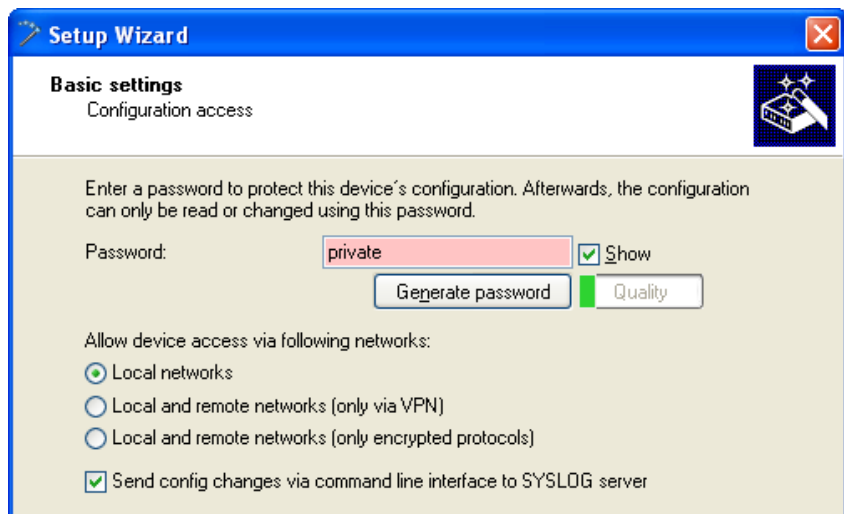 Setup Wizard
Basic settings
Configuration access
Enter a password to protect this device´s configuration. Afterwards, the configuration
can only be read or changed using this password.
Password: private Show
Generate password Quality
Allow device access via following networks:
Local networks
Local and remote networks (only via VPN)
Local and remote networks (only encrypted protocols)
Send config changes via command line interface to SYSLOG server